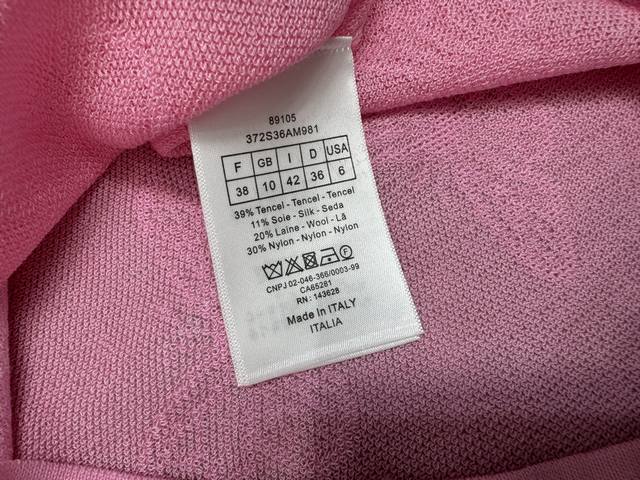 89105
372S36AM981
F GB I D USA
38 10 42 36 6
39% Tencel - Tencel - Tencel
11% Soie - Silk - Seda
20% Laine - Wool - Lã
30% Nylon - Nylon - Nylon
F
CNPJ 02-046-366/0003-99
CA65281
RN : 143628
Made In ITALY
ITALIA